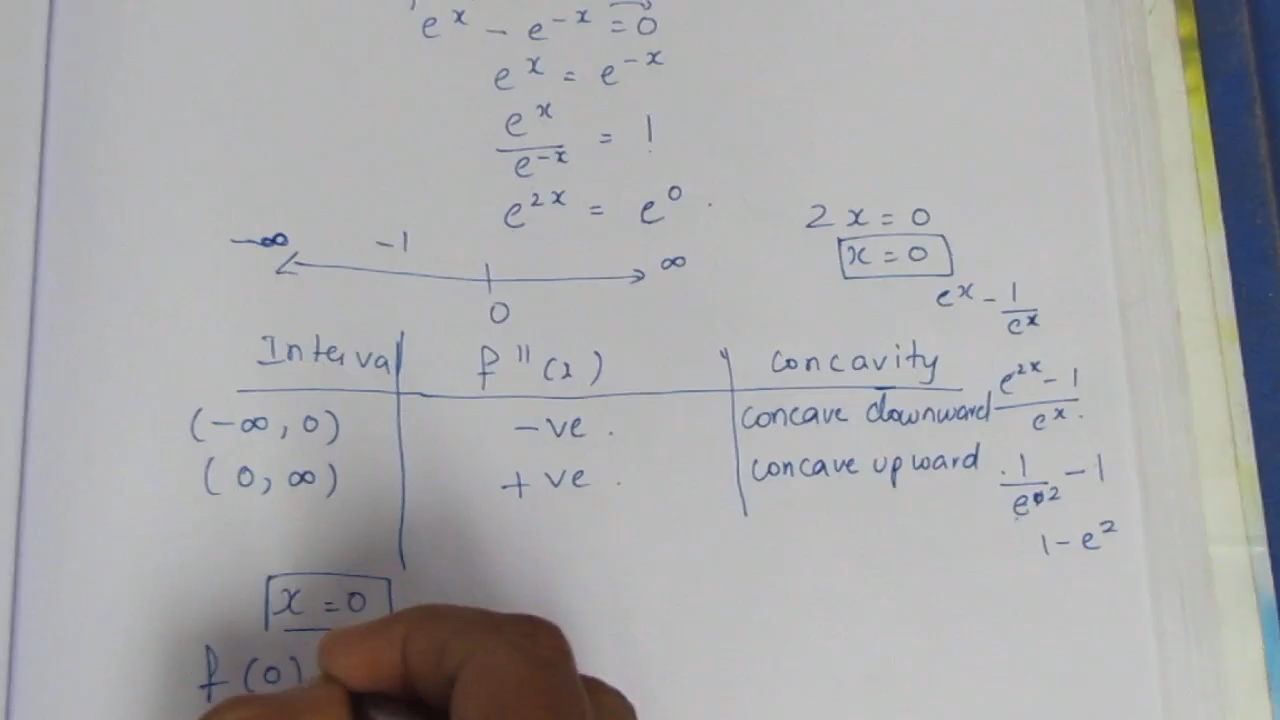 e^x - e^-x = 0
e^x = e^-x
e^x / e^-x = 1
e^2x = e^0 .
2x = 0
x = 0
-∞ -1 0 ∞
e^x - 1/e^x
Interval f''(x) concavity
(-∞, 0) -ve . concave downward
(0, ∞) +ve . concave upward
e^2x - 1 / e^x .
1/e^2 - 1
1 - e^2
x = 0
f(0)